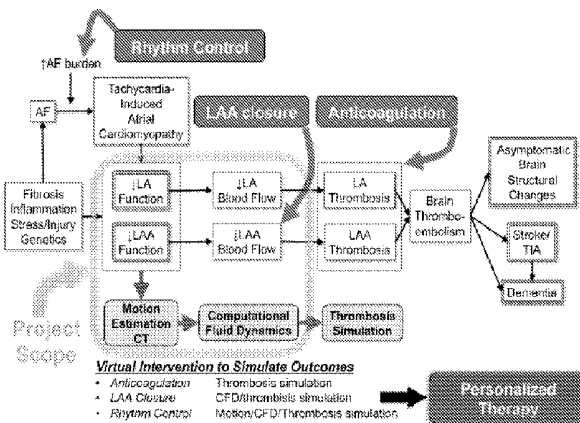 Rhythm Control
↑AF burden
AF
Tachycardia-
Induced
Atrial
Cardiomyopathy
LAA closure
Anticoagulation
Fibrosis
Inflammation
Stress/Injury
Genetics
↓LA
Function
↓LA
Blood Flow
LA
Thrombosis
↓LAA
Function
↓LAA
Blood Flow
LAA
Thrombosis
Brain
Thrombo-
embolism
Asymptomatic
Brain
Structural
Changes
Stroke/
TIA
Dementia
Project
Scope
Motion
Estimation
CT
Computational
Fluid Dynamics
Thrombosis
Simulation
Virtual Intervention to Simulate Outcomes
• Anticoagulation Thrombosis simulation
• LAA Closure CFD/thrombisis simulation
• Rhythm Control Motion/CFD/Thrombosis simulation
Personalized
Therapy